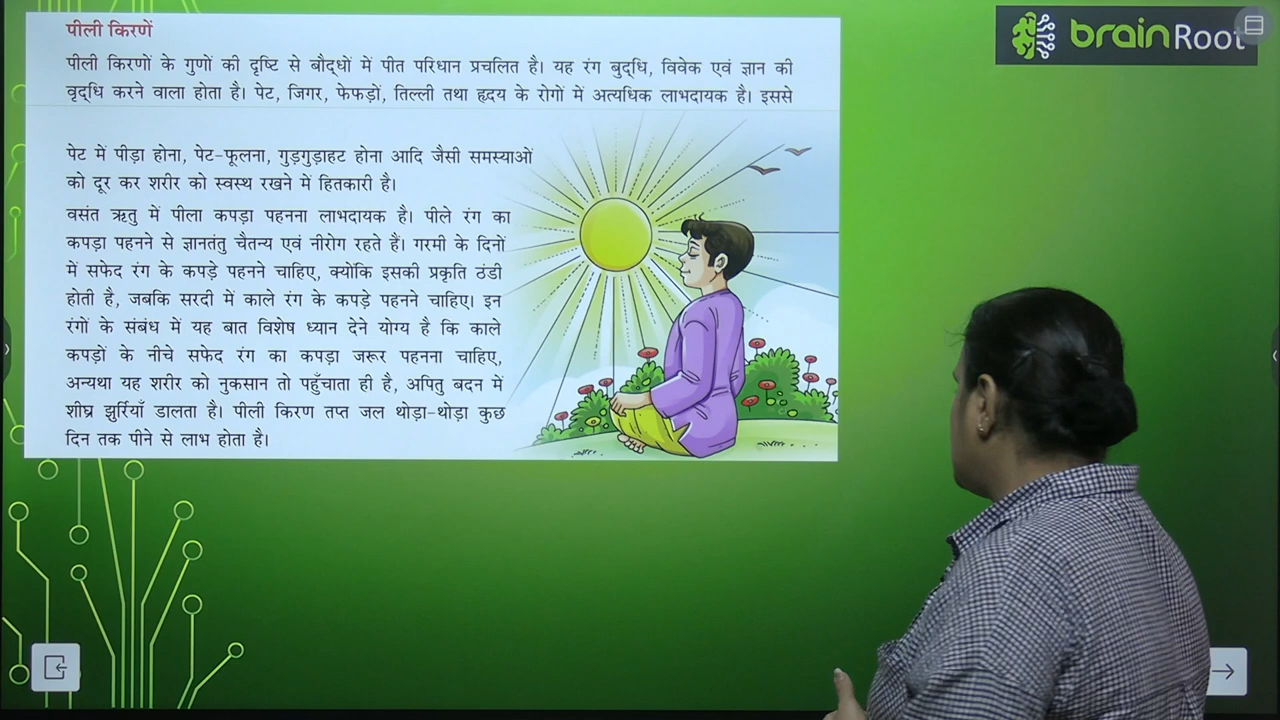 पीली किरणें
brainRoot
पीली किरणों के गुणों की दृष्टि से बौद्धों में पीत परिधान प्रचलित है। यह रंग बुद्धि, विवेक एवं ज्ञान की
वृद्धि करने वाला होता है। पेट, जिगर, फेफड़ों, तिल्ली तथा हृदय के रोगों में अत्यधिक लाभदायक है। इससे
पेट में पीड़ा होना, पेट-फूलना, गुड़गुड़ाहट होना आदि जैसी समस्याओं
को दूर कर शरीर को स्वस्थ रखने में हितकारी है।
वसंत ऋतु में पीला कपड़ा पहनना लाभदायक है। पीले रंग का
कपड़ा पहनने से ज्ञानतंतु चैतन्य एवं नीरोग रहते हैं। गरमी के दिनों
में सफेद रंग के कपड़े पहनने चाहिए, क्योंकि इसकी प्रकृति ठंडी
होती है, जबकि सरदी में काले रंग के कपड़े पहनने चाहिए। इन
रंगों के संबंध में यह बात विशेष ध्यान देने योग्य है कि काले
कपड़ों के नीचे सफेद रंग का कपड़ा जरूर पहनना चाहिए,
अन्यथा यह शरीर को नुकसान तो पहुँचाता ही है, अपितु बदन में
शीघ्र झुर्रियाँ डालता है। पीली किरण तप्त जल थोड़ा-थोड़ा कुछ
दिन तक पीने से लाभ होता है।